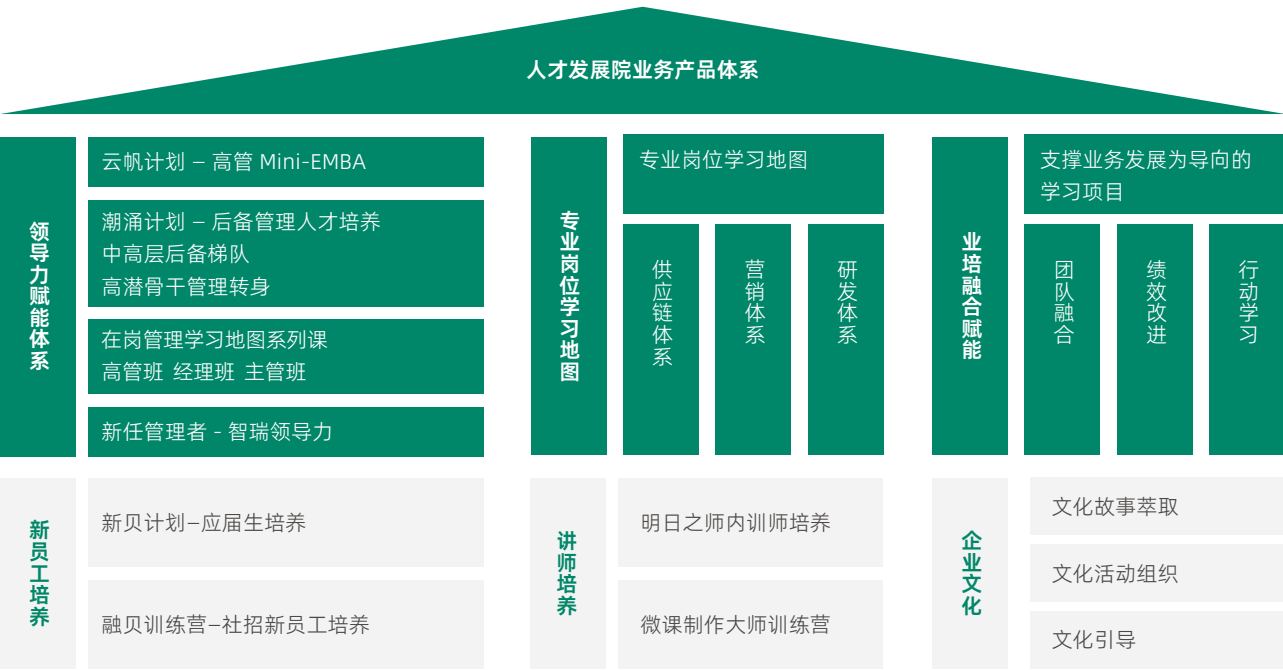 人才发展院业务产品体系
领导力赋能体系
云帆计划 – 高管 Mini-EMBA
潮涌计划 – 后备管理人才培养
中高层后备梯队
高潜骨干管理转身
在岗管理学习地图系列课
高管班 经理班 主管班
新任管理者 - 智瑞领导力
专业岗位学习地图
专业岗位学习地图
供应链体系
营销体系
研发体系
业培融合赋能
支撑业务发展为导向的
学习项目
团队融合
绩效改进
行动学习
新员工培养
新贝计划–应届生培养
融贝训练营–社招新员工培养
讲师培养
明日之师内训师培养
微课制作大师训练营
企业文化
文化故事萃取
文化活动组织
文化引导